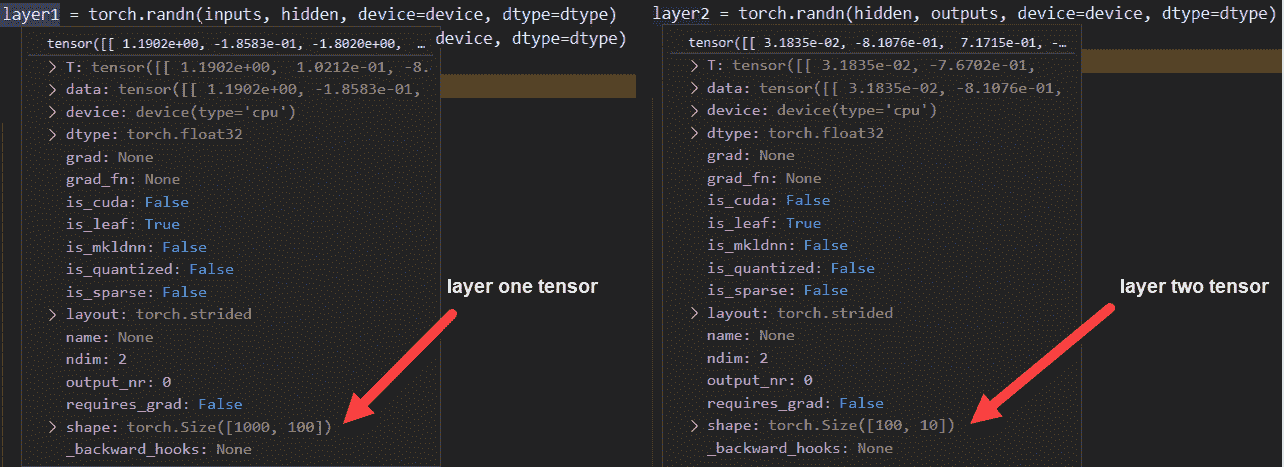 layer1 = torch.randn(inputs, hidden, device=device, dtype=dtype)
device, dtype=dtype)
tensor([[ 1.1902e+00, -1.8583e-01, -1.8020e+00, …
> T: tensor([[ 1.1902e+00, 1.0212e-01, -8.
> data: tensor([[ 1.1902e+00, -1.8583e-01,
> device: device(type='cpu')
> dtype: torch.float32
grad: None
grad_fn: None
is_cuda: False
is_leaf: True
is_mkldnn: False
is_quantized: False
is_sparse: False
> layout: torch.strided
name: None
ndim: 2
output_nr: 0
requires_grad: False
> shape: torch.Size([1000, 100])
_backward_hooks: None
layer one tensor
layer2 = torch.randn(hidden, outputs, device=device, dtype=dtype)
tensor([[ 3.1835e-02, -8.1076e-01, 7.1715e-01, -…
> T: tensor([[ 3.1835e-02, -7.6702e-01,
> data: tensor([[ 3.1835e-02, -8.1076e-01,
> device: device(type='cpu')
> dtype: torch.float32
grad: None
grad_fn: None
is_cuda: False
is_leaf: True
is_mkldnn: False
is_quantized: False
is_sparse: False
> layout: torch.strided
name: None
ndim: 2
output_nr: 0
requires_grad: False
> shape: torch.Size([100, 10])
_backward_hooks: None
layer two tensor